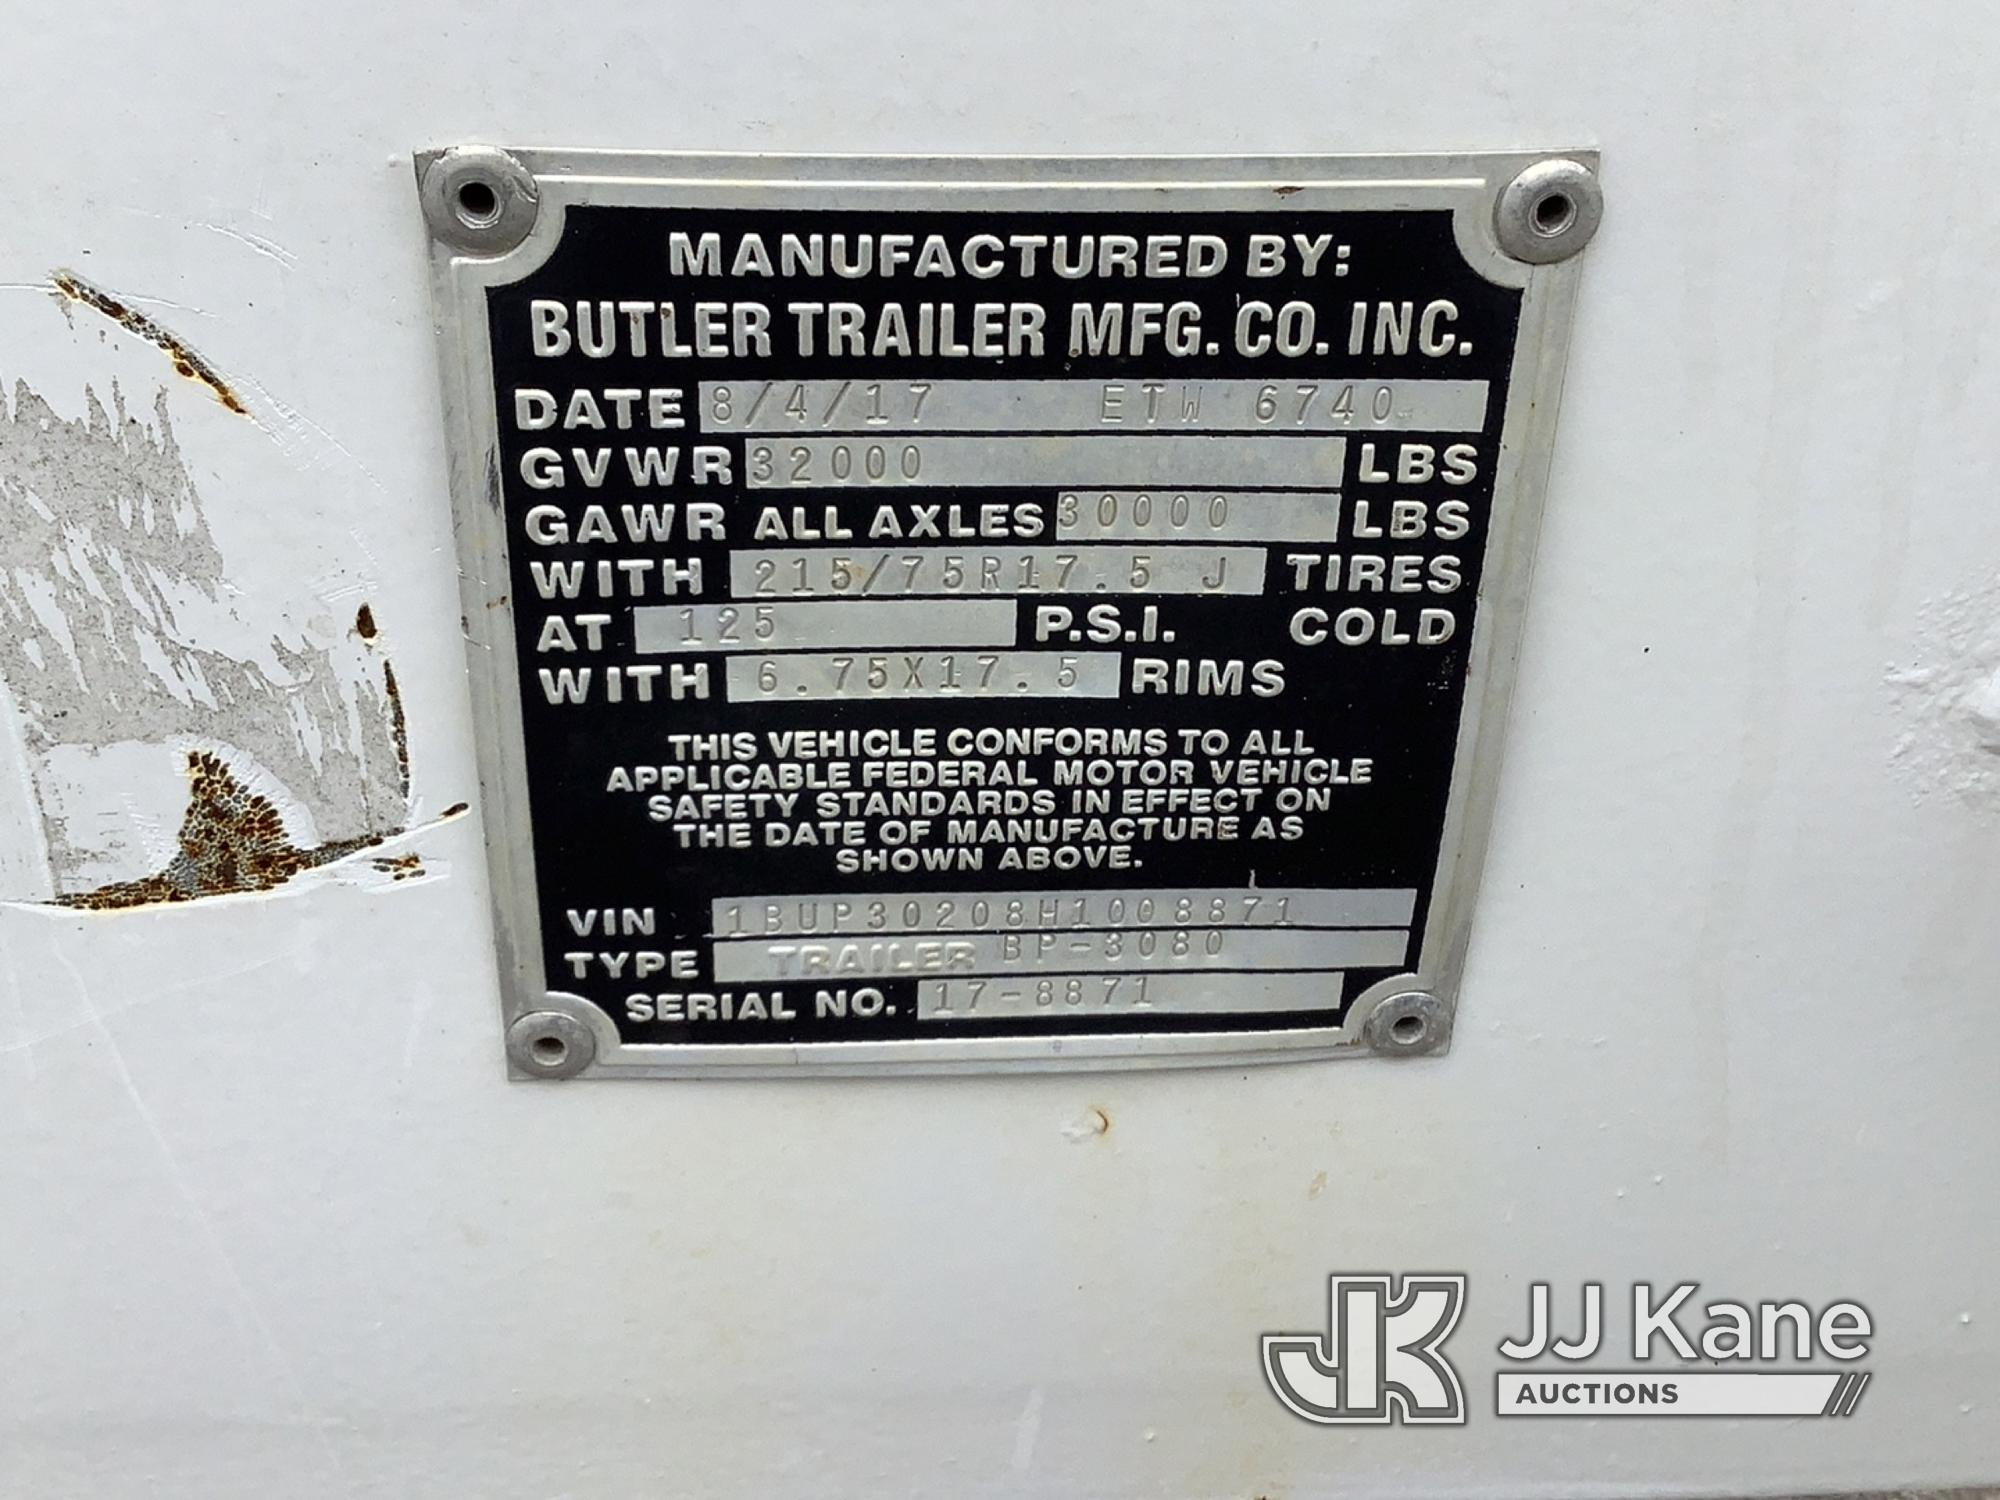 MANUFACTURED BY:
BUTLER TRAILER MFG. CO. INC.
DATE 8/4/17 ETW 6740
GVWR 32000 LBS
GAWR ALL AXLES 30000 LBS
WITH 215/75R17.5 J TIRES
AT 125 P.S.I. COLD
WITH 6.75X17.5 RIMS
THIS VEHICLE CONFORMS TO ALL
APPLICABLE FEDERAL MOTOR VEHICLE
SAFETY STANDARDS IN EFFECT ON
THE DATE OF MANUFACTURE AS
SHOWN ABOVE.
VIN 1BUP30208H1008871
TYPE TRAILER BP-3080
SERIAL NO. 17-8871
JK JJ Kane
AUCTIONS